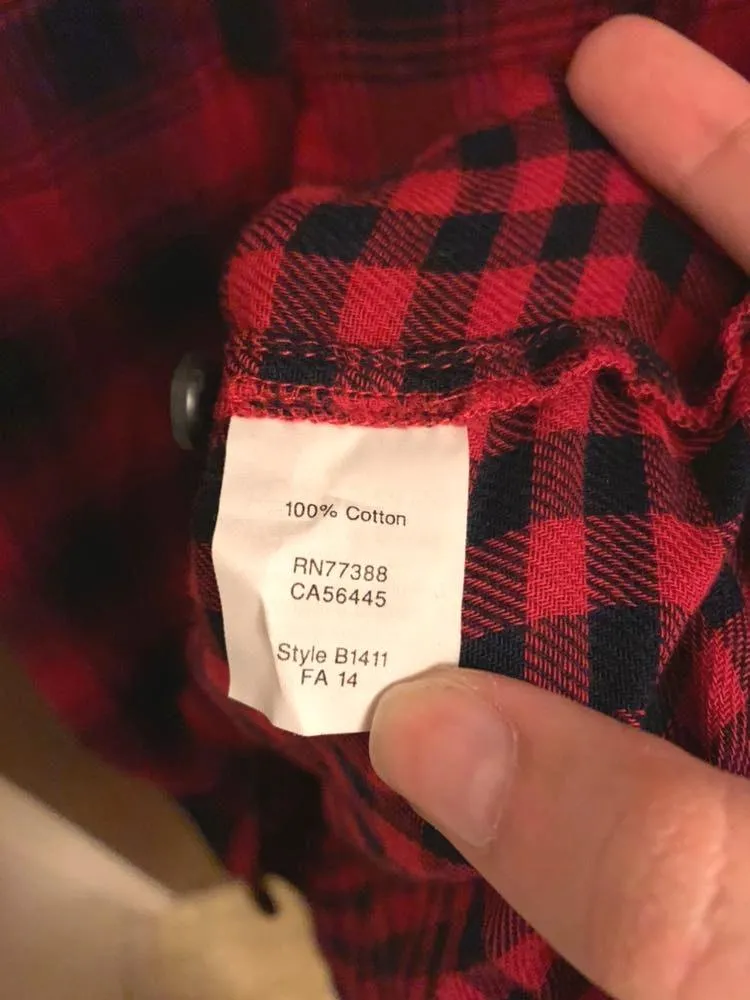 100% Cotton
RN77388
CA56445
Style B1411
FA 14